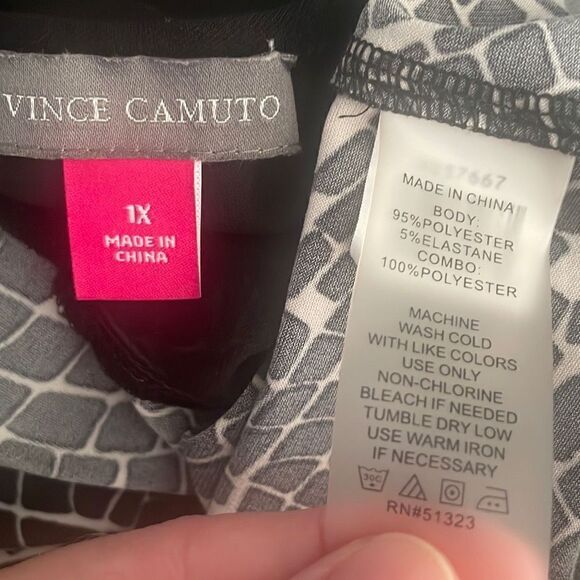 VINCE CAMUTO
1X
MADE IN
CHINA
MADE IN CHINA
BODY:
95%POLYESTER
5%ELASTANE
COMBO:
100%POLYESTER
MACHINE
WASH COLD
WITH LIKE COLORS
USE ONLY
NON-CHLORINE
BLEACH IF NEEDED
TUMBLE DRY LOW
USE WARM IRON
IF NECESSARY
30C
RN#51323